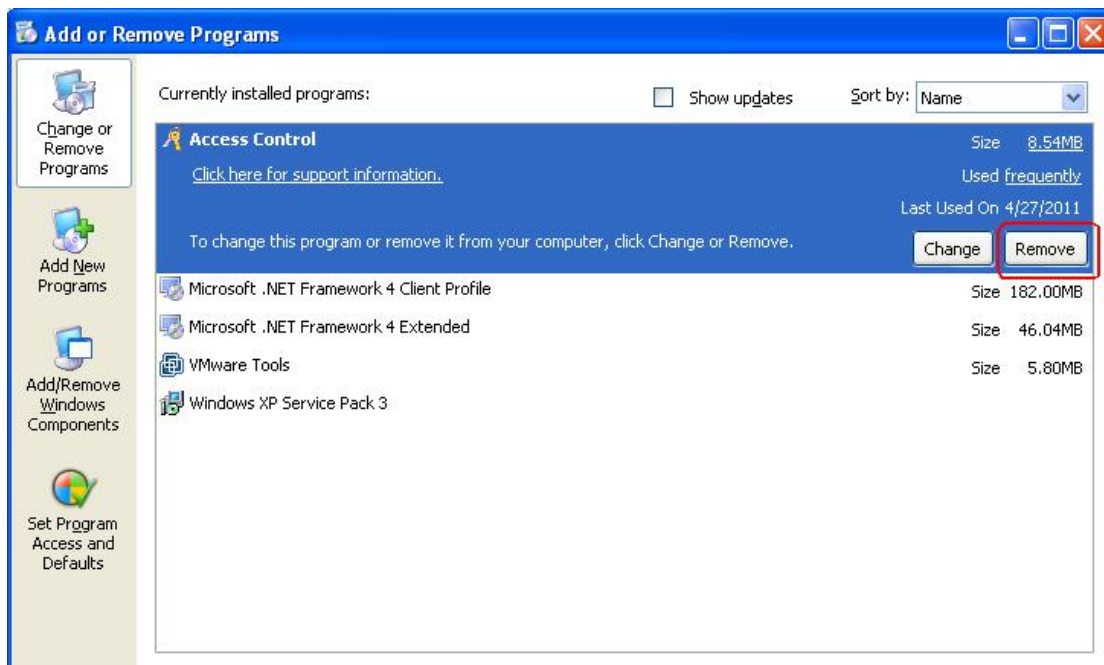 Add or Remove Programs
Change or
Remove
Programs
Add New
Programs
Add/Remove
Windows
Components
Set Program
Access and
Defaults
Currently installed programs:
Show updates
Sort by: Name
Access Control
Size 8.54MB
Click here for support information.
Used frequently
Last Used On 4/27/2011
To change this program or remove it from your computer, click Change or Remove.
Change Remove
Microsoft .NET Framework 4 Client Profile Size 182.00MB
Microsoft .NET Framework 4 Extended Size 46.04MB
VMware Tools Size 5.80MB
Windows XP Service Pack 3